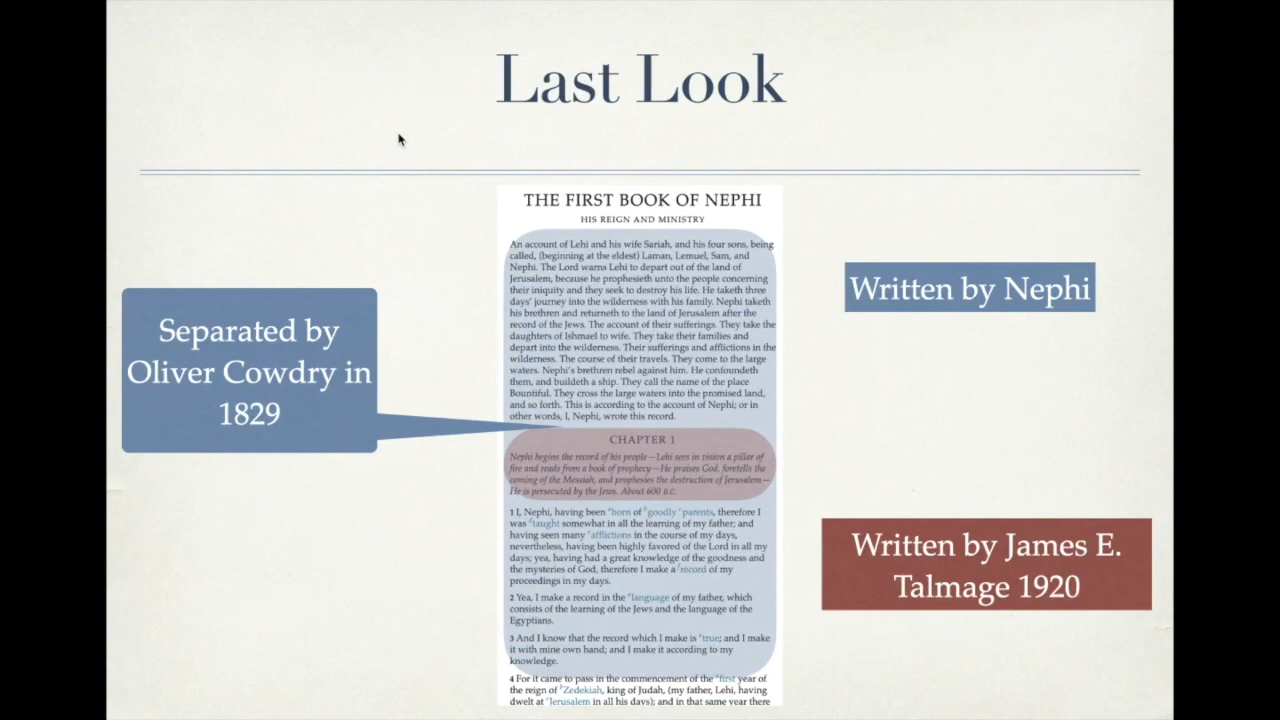 Last Look
THE FIRST BOOK OF NEPHI
HIS REIGN AND MINISTRY
An account of Lehi and his wife Sariah, and his four sons, being
called, (beginning at the eldest) Laman, Lemuel, Sam, and
Nephi. The Lord warns Lehi to depart out of the land of
Jerusalem, because he prophesieth unto the people concerning
their iniquity and they seek to destroy his life. He taketh three
days’ journey into the wilderness with his family. Nephi taketh
his brethren and returneth to the land of Jerusalem after the
record of the Jews. The account of their sufferings. They take the
daughters of Ishmael to wife. They take their families and
depart into the wilderness. Their sufferings and afflictions in the
wilderness. The course of their travels. They come to the large
waters. Nephi’s brethren rebel against him. He confoundeth
them, and buildeth a ship. They call the name of the place
Bountiful. They cross the large waters into the promised land,
and so forth. This is according to the account of Nephi; or in
other words, I, Nephi, wrote this record.
CHAPTER 1
Nephi begins the record of his people—Lehi sees in vision a pillar of
fire and reads from a book of prophecy—He praises God, foretells the
coming of the Messiah, and prophesies the destruction of Jerusalem—
He is persecuted by the Jews. About 600 B.C.
1 I, Nephi, having been a born of b goodly c parents, therefore I
was d taught somewhat in all the learning of my father; and
having seen many e afflictions in the course of my days,
nevertheless, having been highly favored of the Lord in all my
days; yea, having had a great knowledge of the goodness and
the mysteries of God, therefore I make a f record of my
proceedings in my days.
2 Yea, I make a record in the a language of my father, which
consists of the learning of the Jews and the language of the
Egyptians.
3 And I know that the record which I make is a true; and I make
it with mine own hand; and I make it according to my
knowledge.
4 For it came to pass in the commencement of the a first year of
the reign of b Zedekiah, king of Judah, (my father, Lehi, having
dwelt at c Jerusalem in all his days); and in that same year there
Separated by
Oliver Cowdry in
1829
Written by Nephi
Written by James E.
Talmage 1920